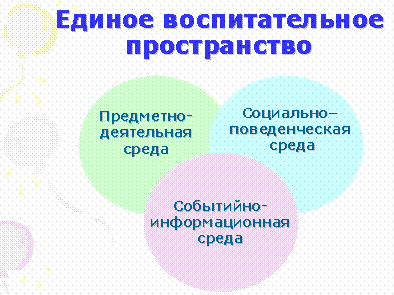 Единое воспитательное
пространство
Предметно-
деятельная
среда
Социально–
поведенческая
среда
Событийно-
информационная
среда